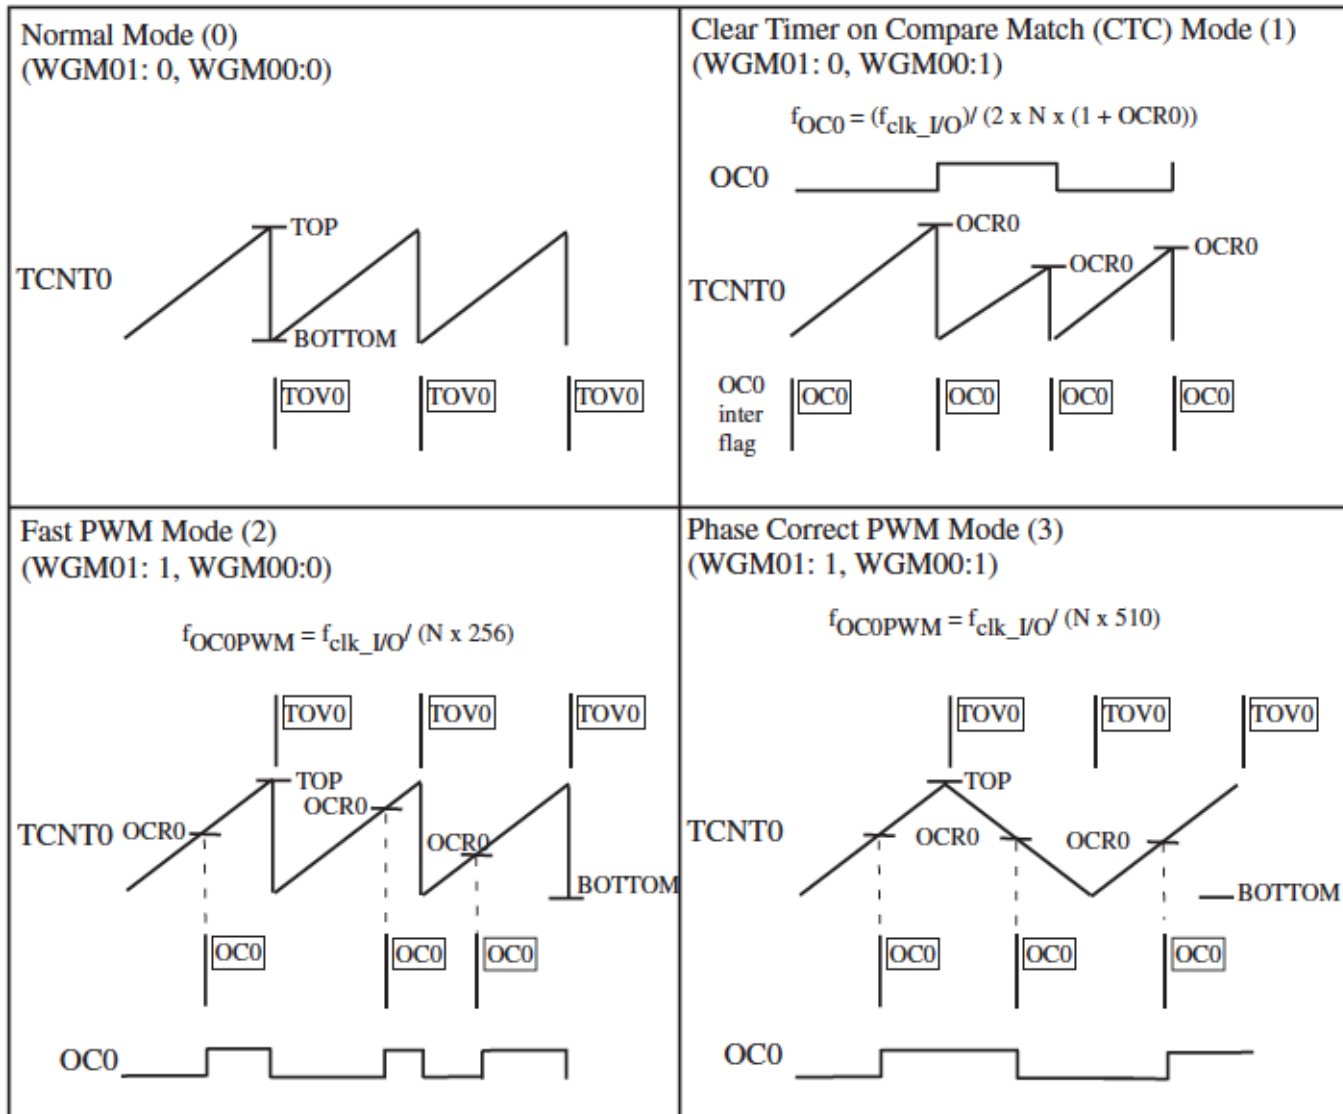 Normal Mode (0)
(WGM01: 0, WGM00:0)
TOP
TCNT0
BOTTOM
TOV0 TOV0 TOV0
Clear Timer on Compare Match (CTC) Mode (1)
(WGM01: 0, WGM00:1)
fOC0 = (fclk_I/O)/ (2 x N x (1 + OCR0))
OC0
OCR0 OCR0 OCR0
TCNT0
OC0
inter
flag
OC0 OC0 OC0 OC0
Fast PWM Mode (2)
(WGM01: 1, WGM00:0)
fOC0PWM = fclk_I/O/ (N x 256)
TOV0 TOV0 TOV0
TOP
OCR0
TCNT0 OCR0 OCR0
BOTTOM
OC0 OC0 OC0
OC0
Phase Correct PWM Mode (3)
(WGM01: 1, WGM00:1)
fOC0PWM = fclk_I/O/ (N x 510)
TOV0 TOV0 TOV0
TOP
TCNT0 OCR0 OCR0
BOTTOM
OC0 OC0 OC0
OC0